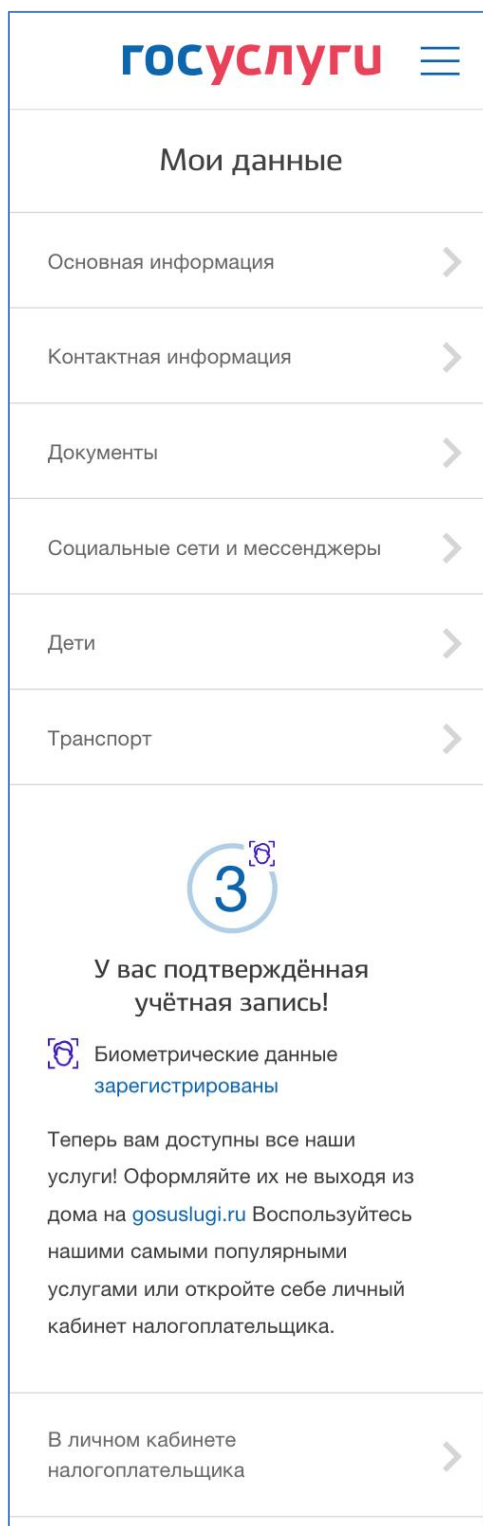 госуслуги
Мои данные
Основная информация
Контактная информация
Документы
Социальные сети и мессенджеры
Дети
Транспорт
3
У вас подтверждённая
учётная запись!
Биометрические данные
зарегистрированы
Теперь вам доступны все наши
услуги! Оформляйте их не выходя из
дома на gosuslugi.ru Воспользуйтесь
нашими самыми популярными
услугами или откройте себе личный
кабинет налогоплательщика.
В личном кабинете
налогоплательщика